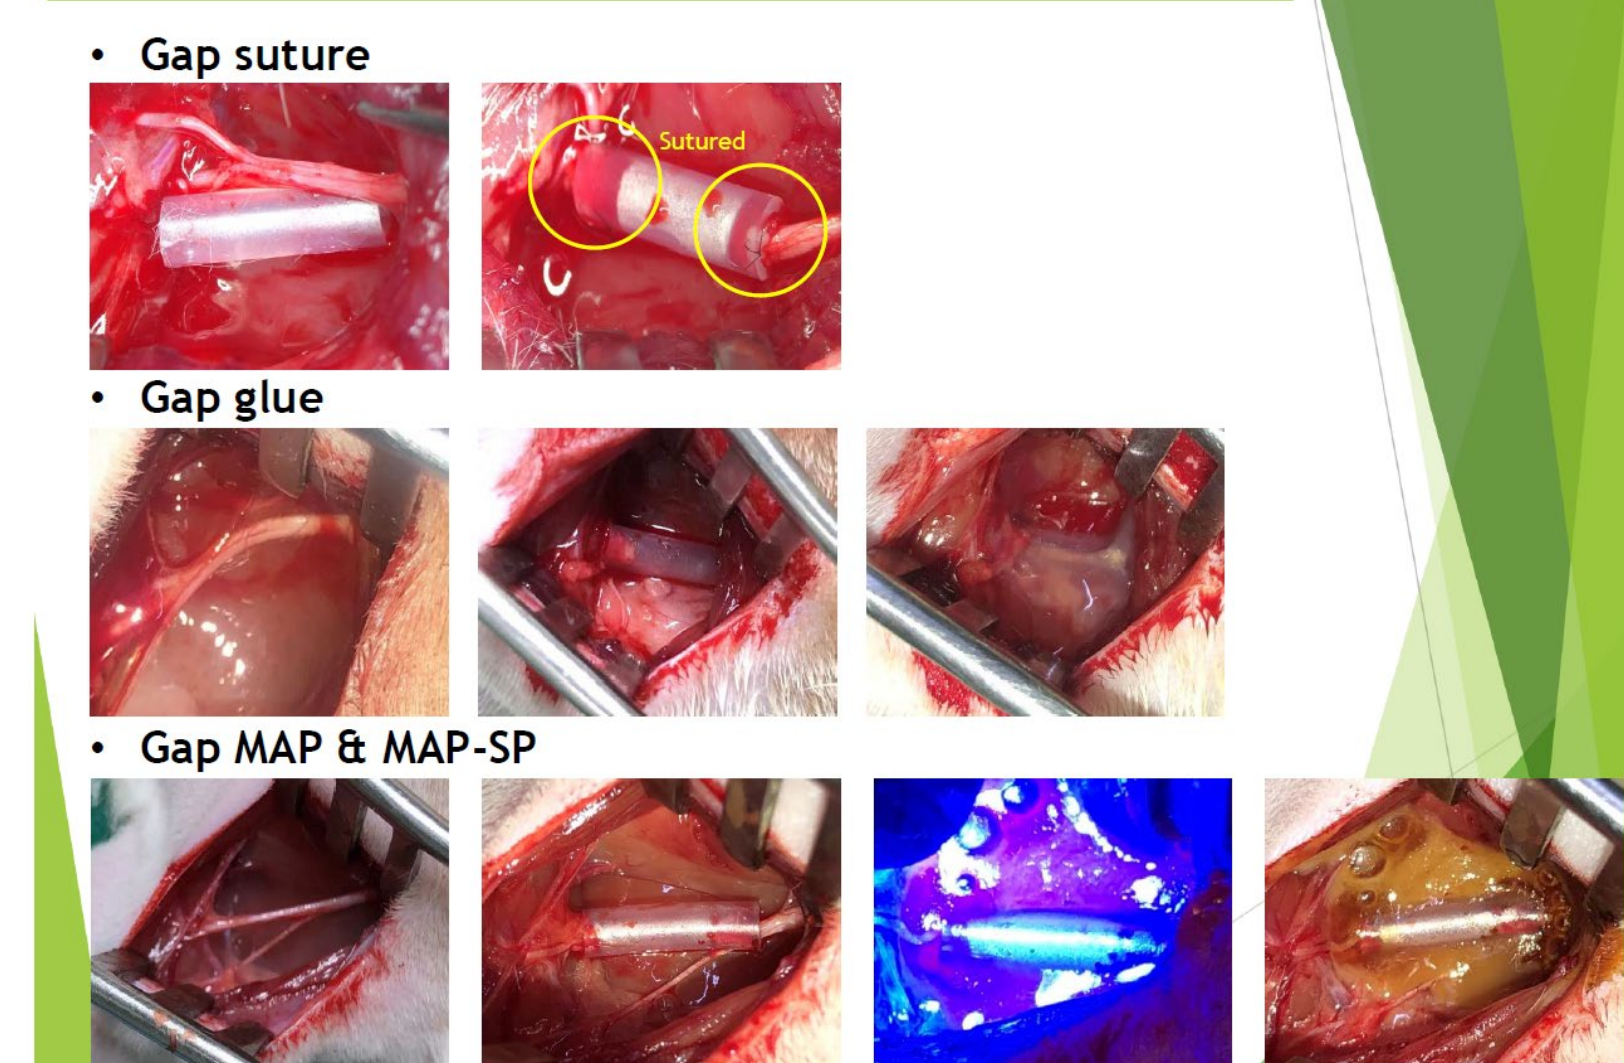 • Gap suture
Sutured
• Gap glue
• Gap MAP & MAP-SP